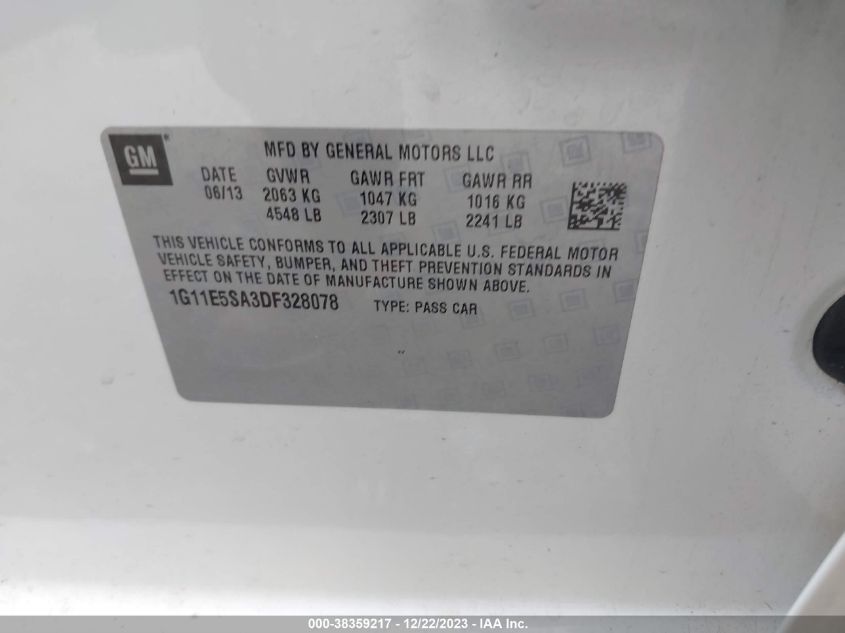 GM
MFD BY GENERAL MOTORS LLC
DATE GVWR GAWR FRT GAWR RR
06/13 2063 KG 1047 KG 1016 KG
4548 LB 2307 LB 2241 LB
THIS VEHICLE CONFORMS TO ALL APPLICABLE U.S. FEDERAL MOTOR
VEHICLE SAFETY, BUMPER, AND THEFT PREVENTION STANDARDS IN
EFFECT ON THE DATE OF MANUFACTURE SHOWN ABOVE.
1G11E5SA3DF328078 TYPE: PASS CAR
000-38359217 - 12/22/2023 - IAA Inc.